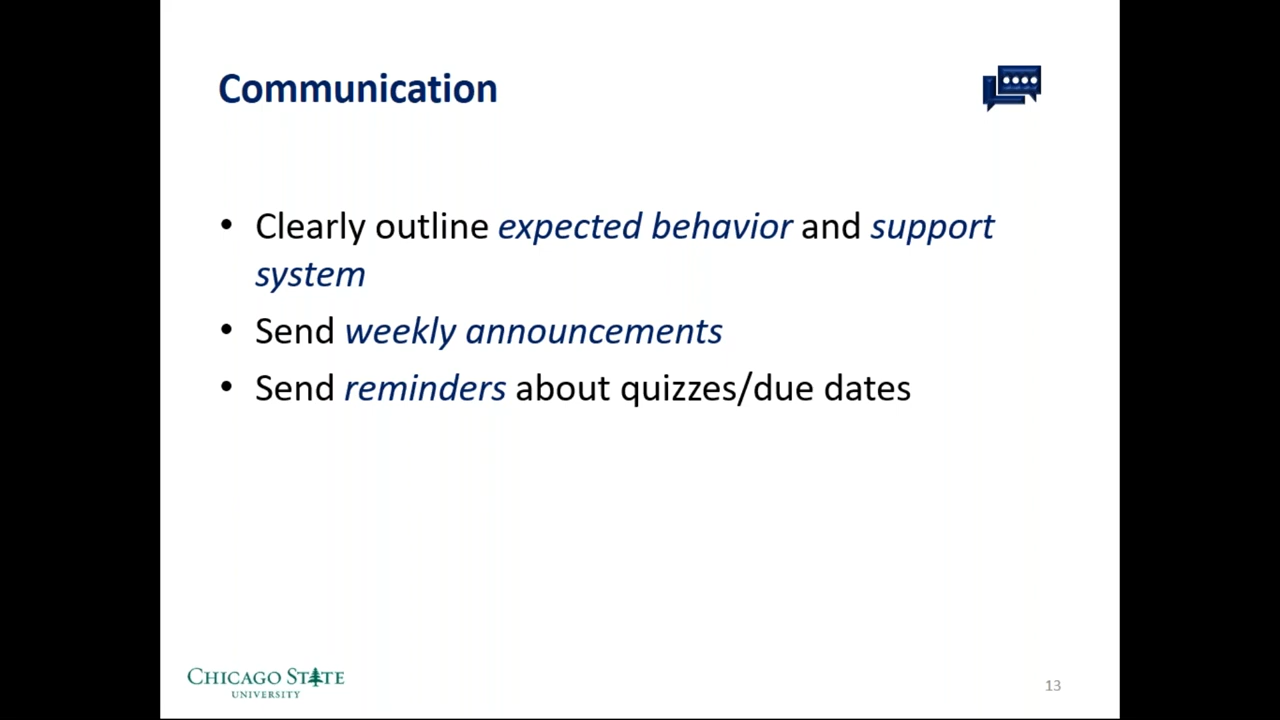 Communication
• Clearly outline expected behavior and support
system
• Send weekly announcements
• Send reminders about quizzes/due dates
CHICAGO STATE
UNIVERSITY
13